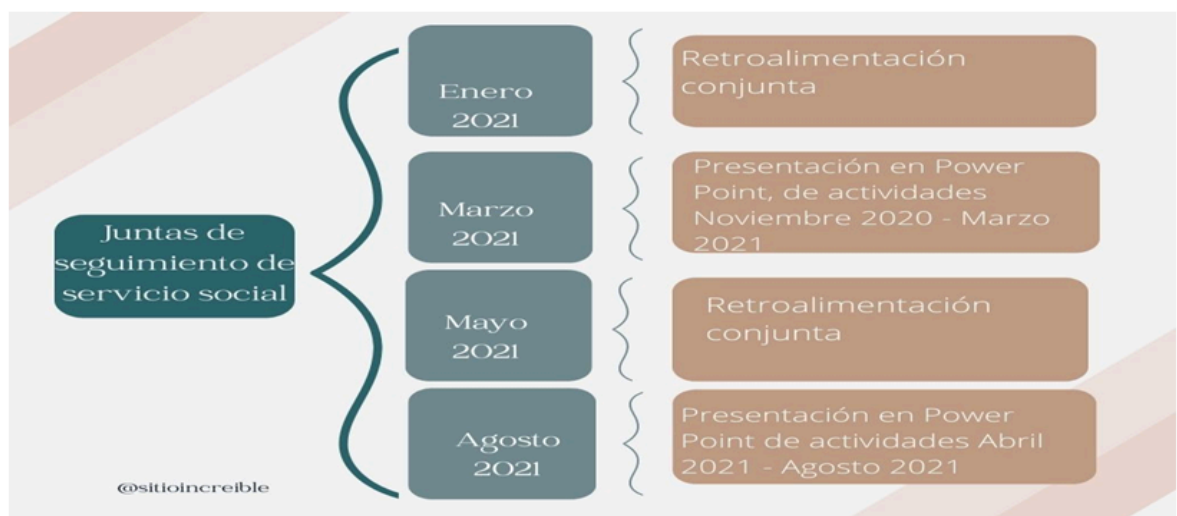 Juntas de
seguimiento de
servicio social
Enero
2021
Retroalimentación
conjunta
Marzo
2021
Presentación en Power
Point, de actividades
Noviembre 2020 - Marzo
2021
Mayo
2021
Retroalimentación
conjunta
Agosto
2021
Presentación en Power
Point de actividades Abril
2021 - Agosto 2021
@sitioincreible